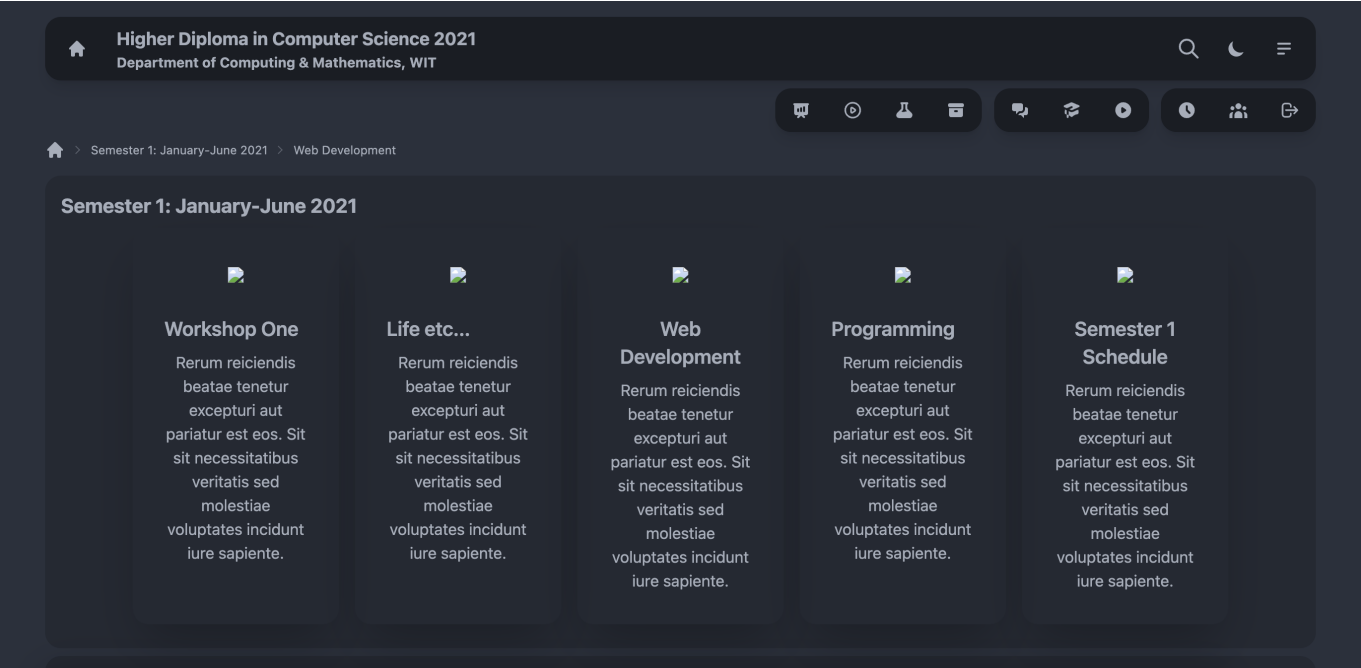 Higher Diploma in Computer Science 2021
Department of Computing & Mathematics, WIT
Semester 1: January-June 2021
Web Development
Semester 1: January-June 2021
Workshop One
Rerum reiciendis
beatae tenetur
excepturi aut
pariatur est eos. Sit
sit necessitatibus
veritatis sed
molestiae
voluptates incidunt
iure sapiente.
Life etc...
Rerum reiciendis
beatae tenetur
excepturi aut
pariatur est eos. Sit
sit necessitatibus
veritatis sed
molestiae
voluptates incidunt
iure sapiente.
Web
Development
Rerum reiciendis
beatae tenetur
excepturi aut
pariatur est eos. Sit
sit necessitatibus
veritatis sed
molestiae
voluptates incidunt
iure sapiente.
Programming
Rerum reiciendis
beatae tenetur
excepturi aut
pariatur est eos. Sit
sit necessitatibus
veritatis sed
molestiae
voluptates incidunt
iure sapiente.
Semester 1
Schedule
Rerum reiciendis
beatae tenetur
excepturi aut
pariatur est eos. Sit
sit necessitatibus
veritatis sed
molestiae
voluptates incidunt
iure sapiente.